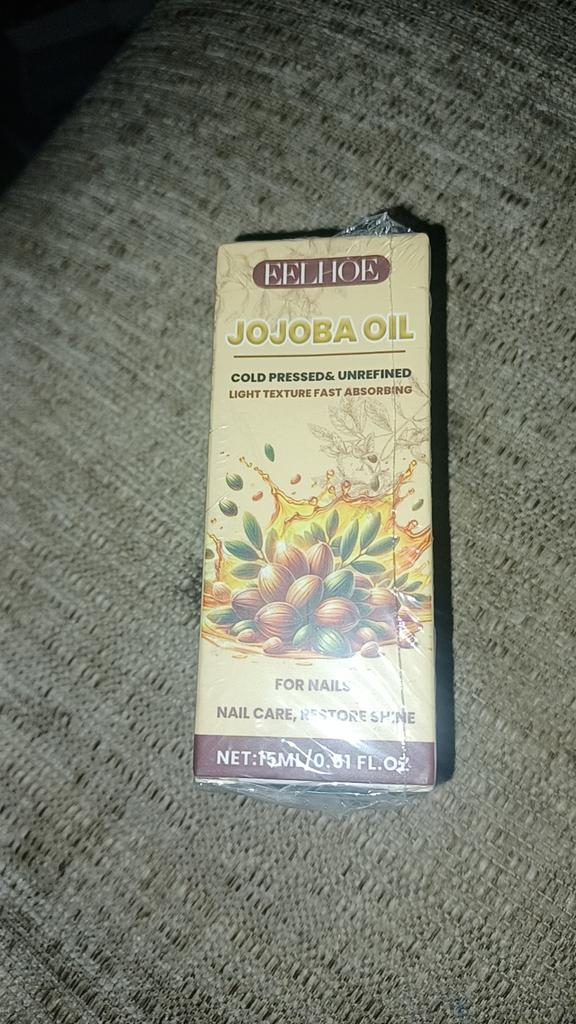 EELHOE
JOJOBA OIL
COLD PRESSED& UNREFINED
LIGHT TEXTURE FAST ABSORBING
FOR NAILS
NAIL CARE, RESTORE SHINE
NET:15ML/0.61 FL.OZ